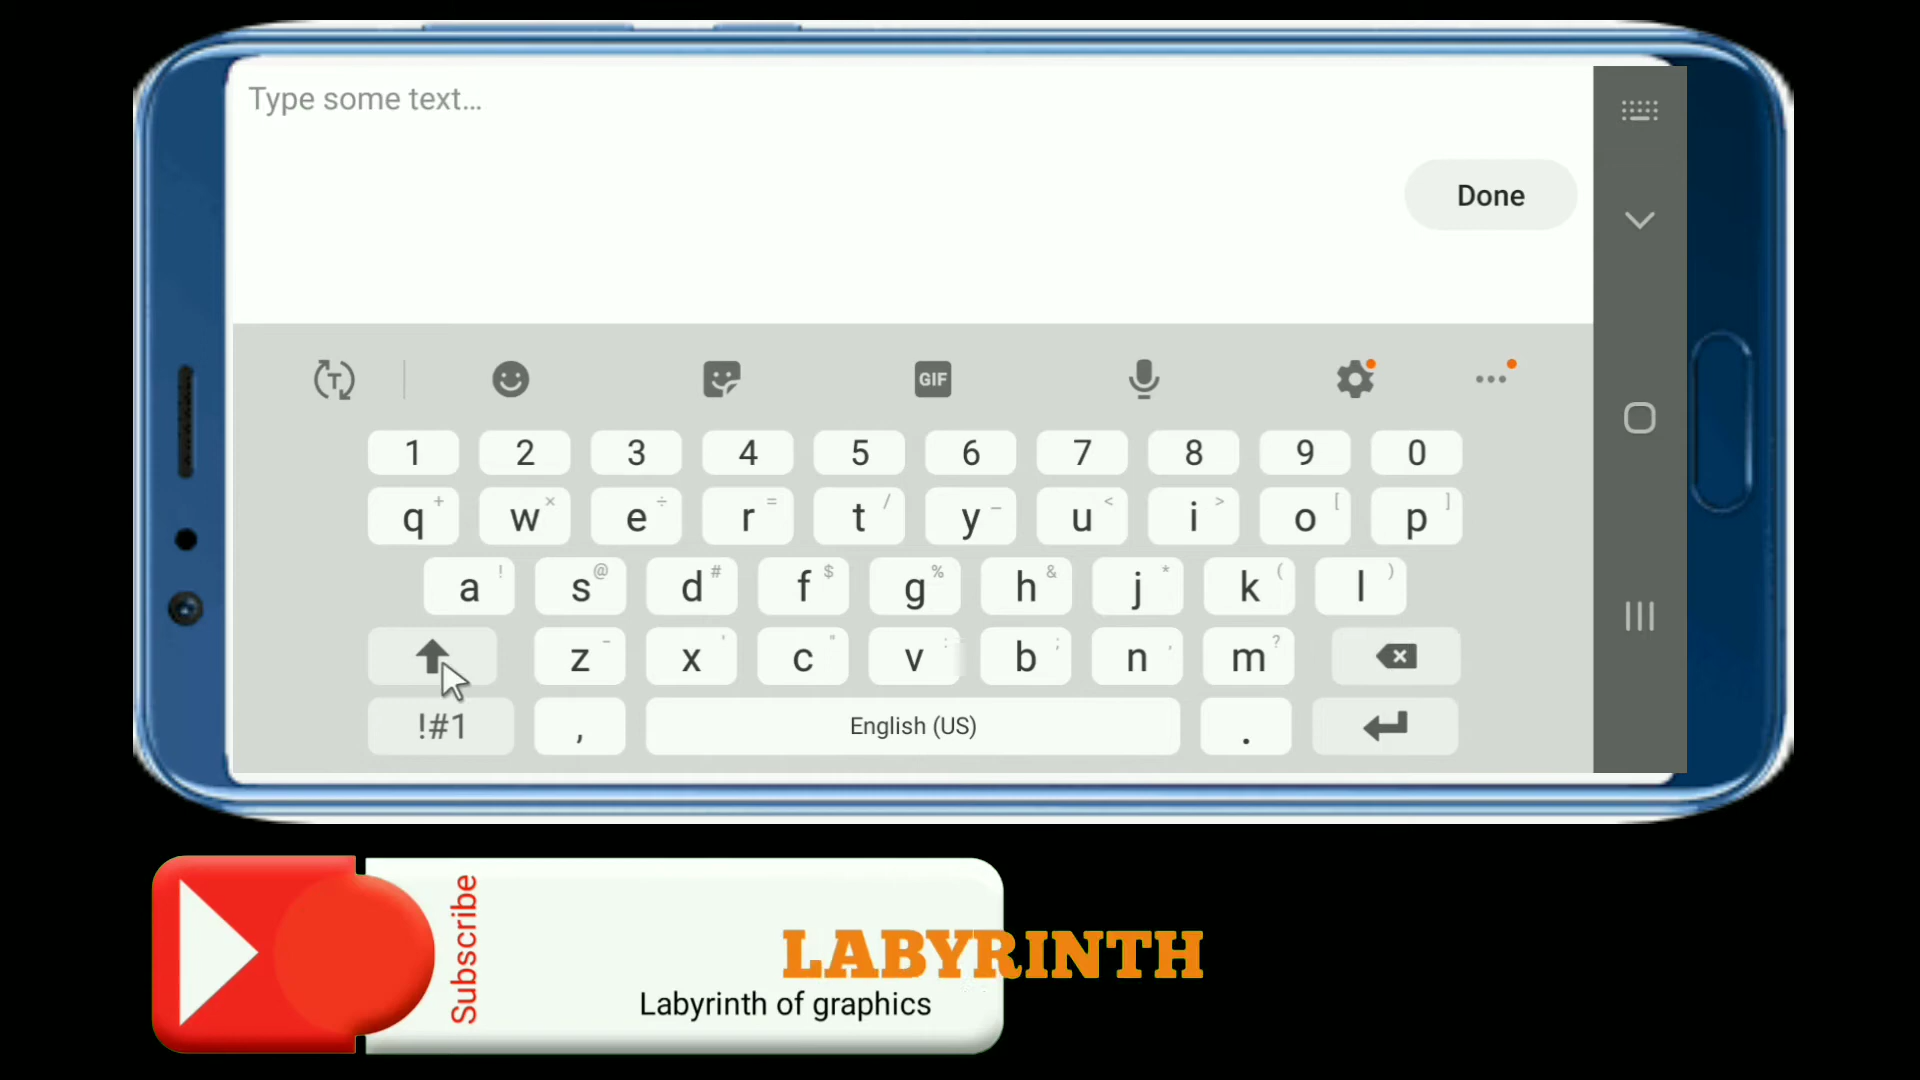 Type some text...
Done
GIF
1 2 3 4 5 6 7 8 9 0
q + w × e ÷ r = t / y _ u < i > o [ p ]
a ! s @ d # f $ g % h & j * k ( l )
z - x ' c " v : b ; n , m ?
!#1 , English (US) .
Subscribe
LABYRINTH
Labyrinth of graphics